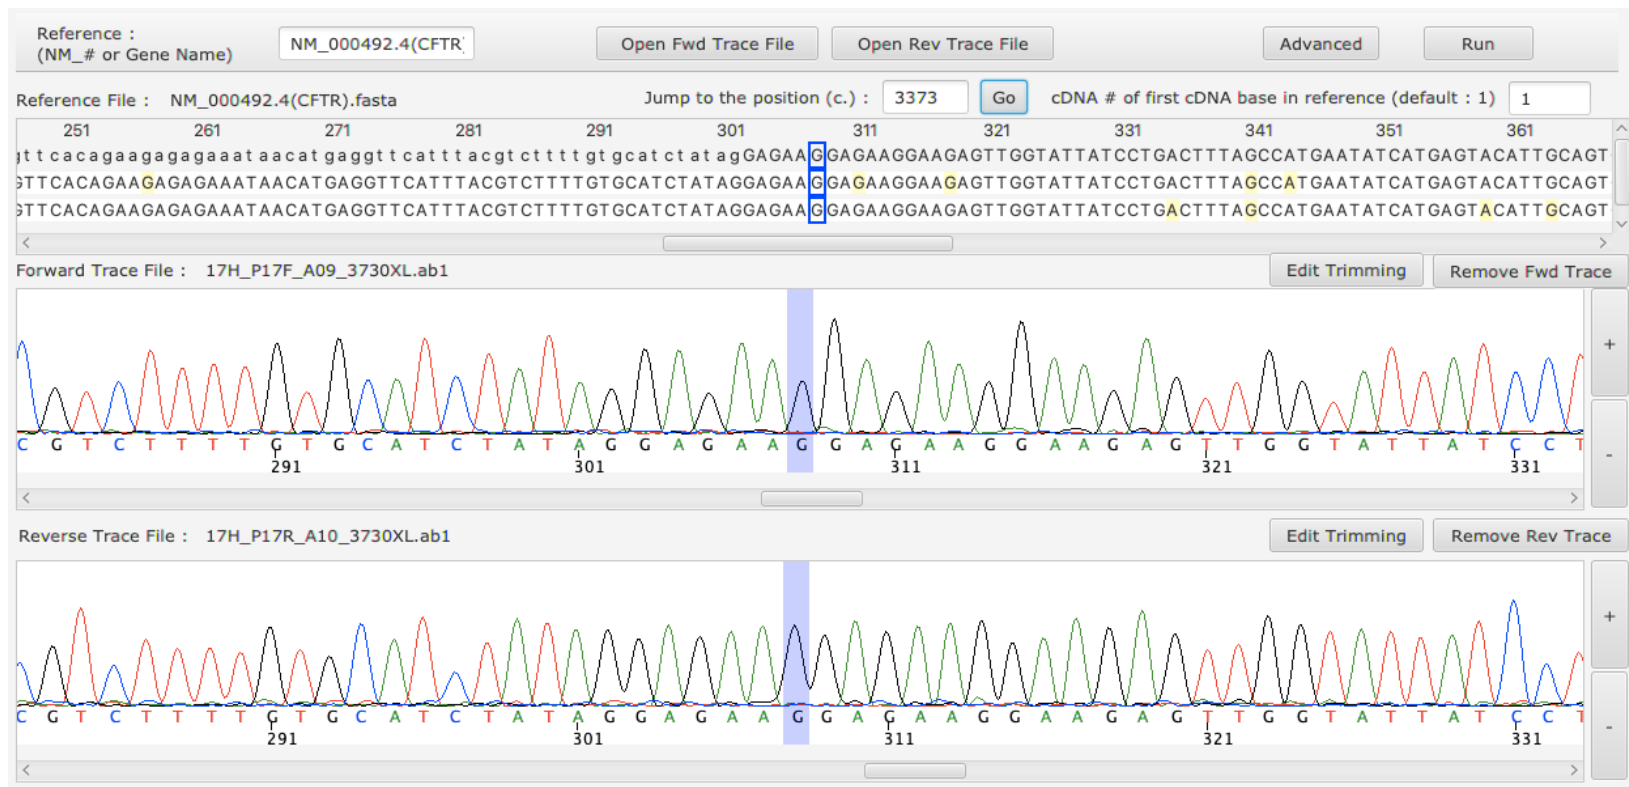 Reference :
(NM_# or Gene Name)
NM_000492.4(CFTR)
Open Fwd Trace File
Open Rev Trace File
Advanced
Run
Reference File : NM_000492.4(CFTR).fasta
Jump to the position (c.) : 3373
Go
cDNA # of first cDNA base in reference (default : 1) 1
251 261 271 281 291 301 311 321 331 341 351 361
gttcacagaagagagaaataacatgaggttcatttacgtcttttgtgcatctatagGAGAAGGAGAAGGAAGAGTTGGTATTATCCTGACTTTAGCCATGAATATCATGAGTACATTGCAGT
GTTCACAGAAGAGAGAAATAACATGAGGTTCATTTACGTCTTTTGTGCATCTATAGGAGAAGGAGAAGGAAGAGTTGGTATTATCCTGACTTTAGCCATGAATATCATGAGTACATTGCAGT
GTTCACAGAAGAGAGAAATAACATGAGGTTCATTTACGTCTTTTGTGCATCTATAGGAGAAGGAGAAGGAAGAGTTGGTATTATCCTGACTTTAGCCATGAATATCATGAGTACATTGCAGT
Forward Trace File : 17H_P17F_A09_3730XL.ab1
Edit Trimming
Remove Fwd Trace
+
C G T C T T T T G T G C A T C T A T A G G A G A A G G A G A A G G A A G A G T T G G T A T T A T C C T
291 301 311 321 331
-
Reverse Trace File : 17H_P17R_A10_3730XL.ab1
Edit Trimming
Remove Rev Trace
+
C G T C T T T T G T G C A T C T A T A G G A G A A G G A G A A G G A A G A G T T G G T A T T A T C C T
291 301 311 321 331
-